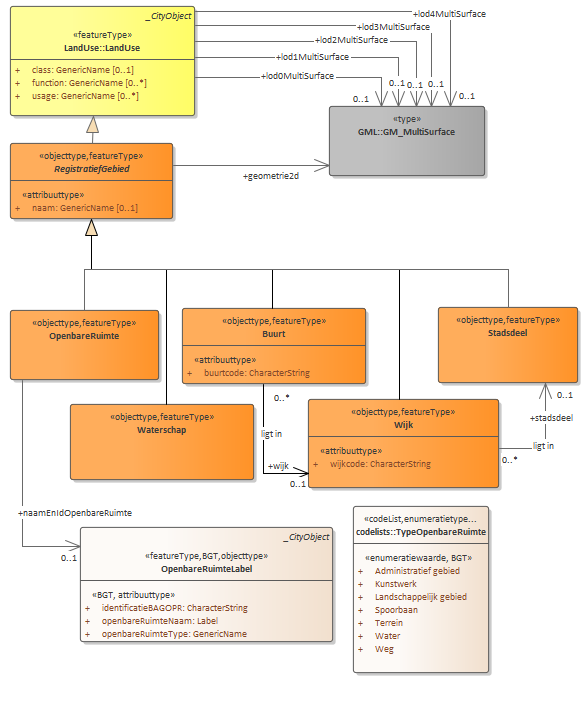 _CityObject
«featureType»
LandUse::LandUse
+ class: GenericName [0..1]
+ function: GenericName [0..*]
+ usage: GenericName [0..*]
+lod4MultiSurface
+lod3MultiSurface
+lod2MultiSurface
+lod1MultiSurface
+lod0MultiSurface
0..1
0..1
0..1
0..1
0..1
«type»
GML::GM_MultiSurface
«objecttype,featureType»
RegistratiefGebied
«attribuuttype»
+ naam: GenericName [0..1]
+geometrie2d
«objecttype,featureType»
OpenbareRuimte
«objecttype,featureType»
Buurt
«attribuuttype»
+ buurtcode: CharacterString
«objecttype,featureType»
Stadsdeel
0..*
0..1
«objecttype,featureType»
Waterschap
«objecttype,featureType»
Wijk
«attribuuttype»
+ wijkcode: CharacterString
ligt in
+wijk
0..1
+stadsdeel
ligt in
0..*
+naamEnIdOpenbareRuimte
0..1
_CityObject
«featureType,BGT,objecttype»
OpenbareRuimteLabel
«BGT, attribuuttype»
+ identificatieBAGOPR: CharacterString
+ openbareRuimteNaam: Label
+ openbareRuimteType: GenericName
«codeList,enumeratietype...
codelists::TypeOpenbareRuimte
«enumeratiewaarde, BGT»
+ Administratief gebied
+ Kunstwerk
+ Landschappelijk gebied
+ Spoorbaan
+ Terrein
+ Water
+ Weg